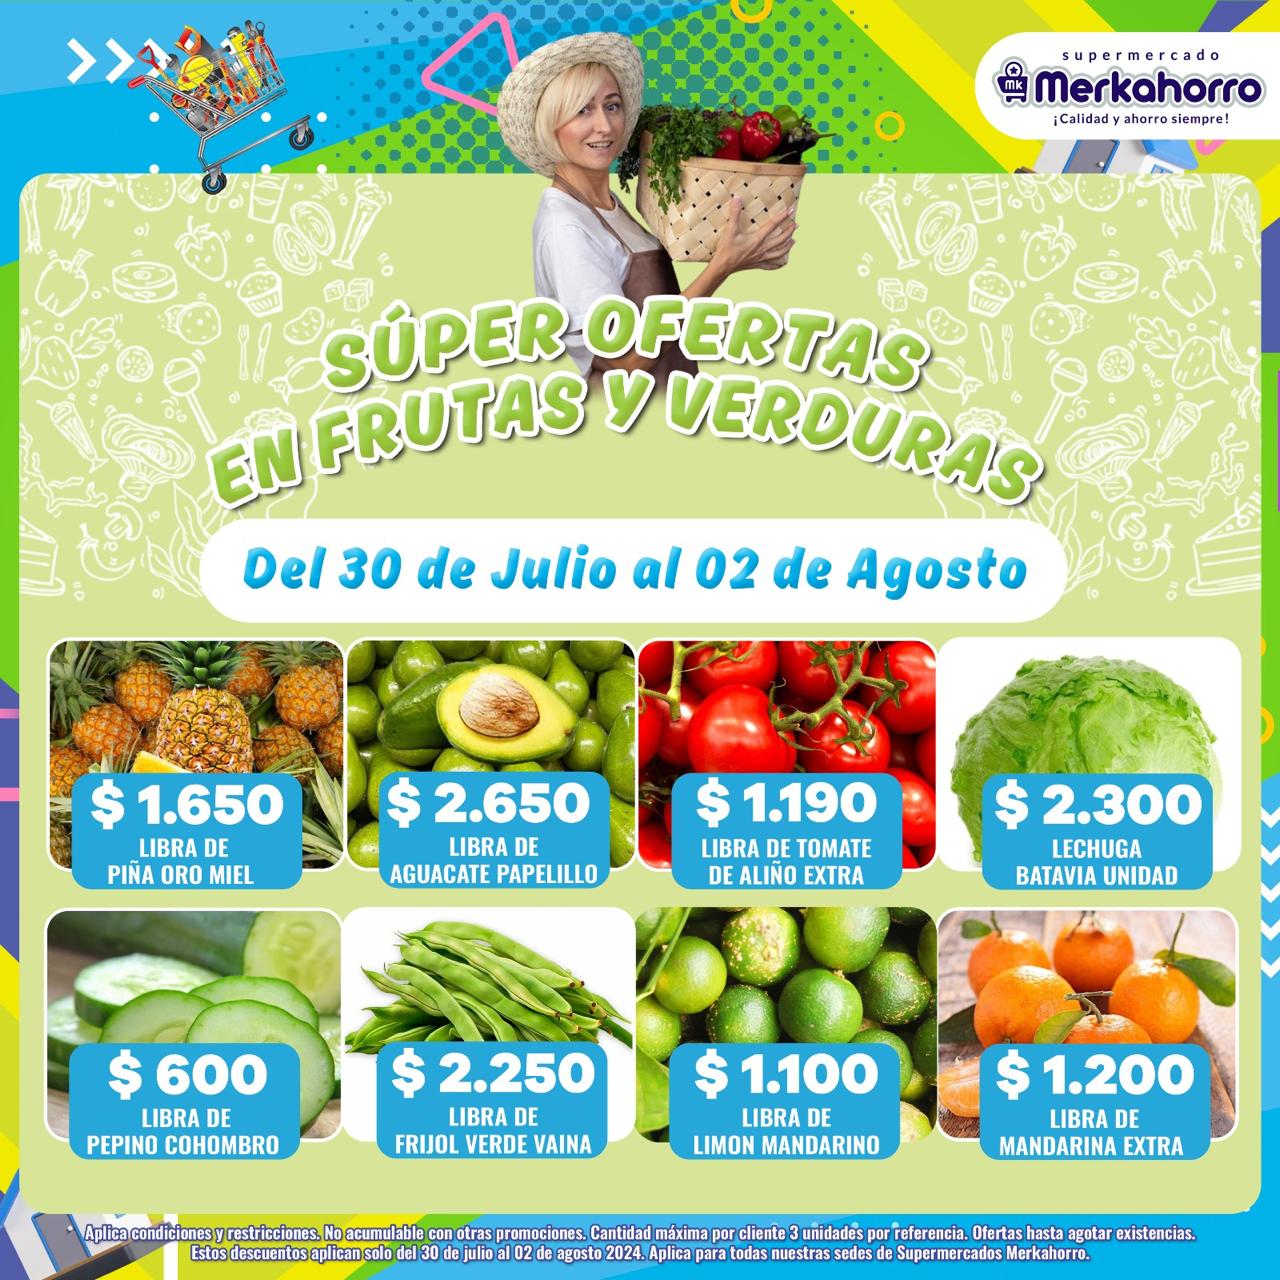 supermercado
MK Merkahorro
¡Calidad y ahorro siempre!
SÚPER OFERTAS
EN FRUTAS Y VERDURAS
Del 30 de Julio al 02 de Agosto
$ 1.650
LIBRA DE
PIÑA ORO MIEL
$ 2.650
LIBRA DE
AGUACATE PAPELILLO
$ 1.190
LIBRA DE TOMATE
DE ALIÑO EXTRA
$ 2.300
LECHUGA
BATAVIA UNIDAD
$ 600
LIBRA DE
PEPINO COHOMBRO
$ 2.250
LIBRA DE
FRIJOL VERDE VAINA
$ 1.100
LIBRA DE
LIMON MANDARINO
$ 1.200
LIBRA DE
MANDARINA EXTRA
Aplica condiciones y restricciones. No acumulable con otras promociones. Cantidad máxima por cliente 3 unidades por referencia. Ofertas hasta agotar existencias.
Estos descuentos aplican solo del 30 de julio al 02 de agosto 2024. Aplica para todas nuestras sedes de Supermercados Merkahorro.